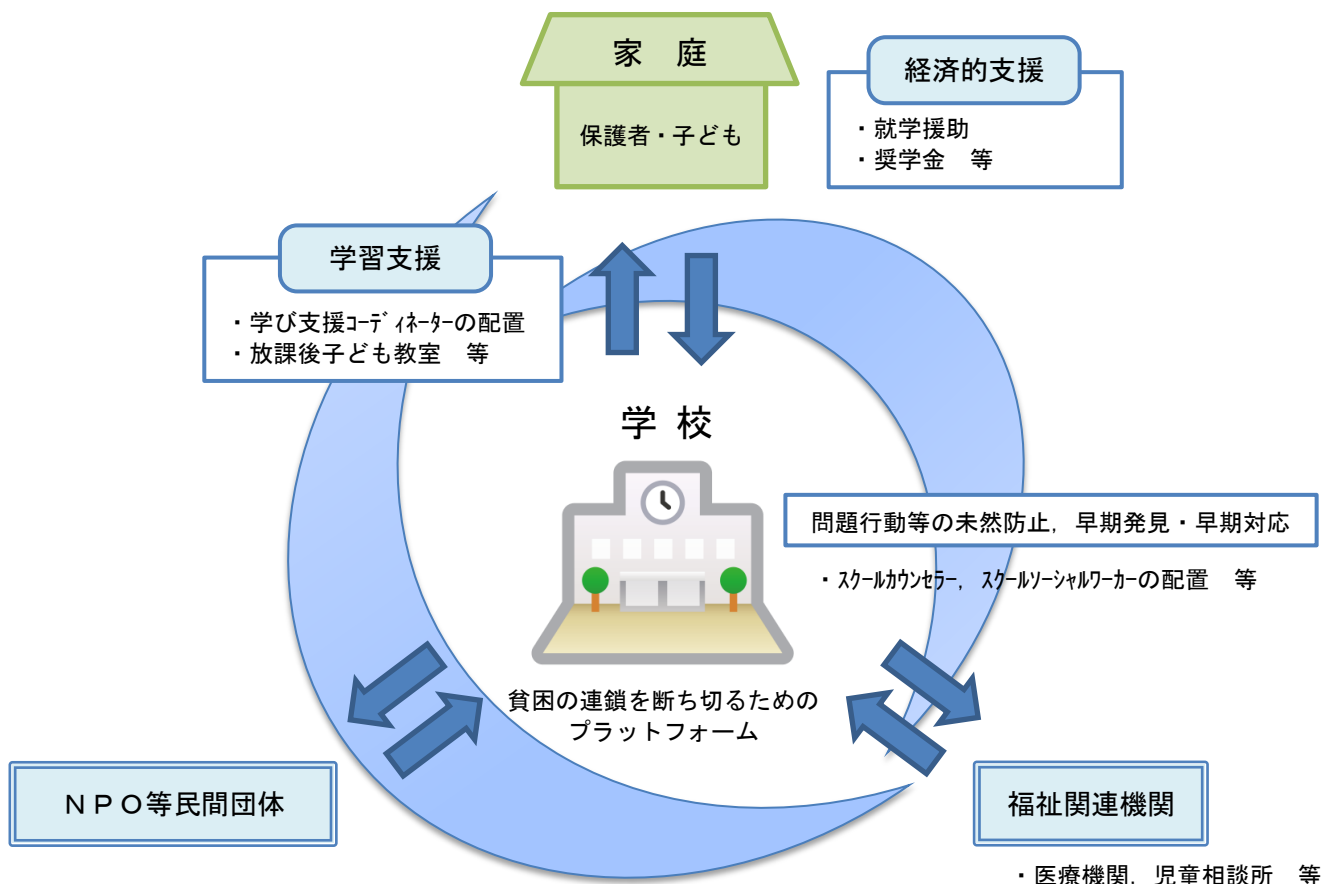 家　庭
保護者・子ども
経済的支援
・就学援助
・奨学金　等
学習支援
・学び支援ｺｰﾃﾞｨﾈｰﾀｰの配置
・放課後子ども教室　等
学 校
問題行動等の未然防止，早期発見・早期対応
・ｽｸｰﾙｶｳﾝｾﾗｰ，ｽｸｰﾙｿｰｼｬﾙﾜｰｶｰの配置　等
貧困の連鎖を断ち切るための
プラットフォーム
ＮＰＯ等民間団体
福祉関連機関
・医療機関，児童相談所　等